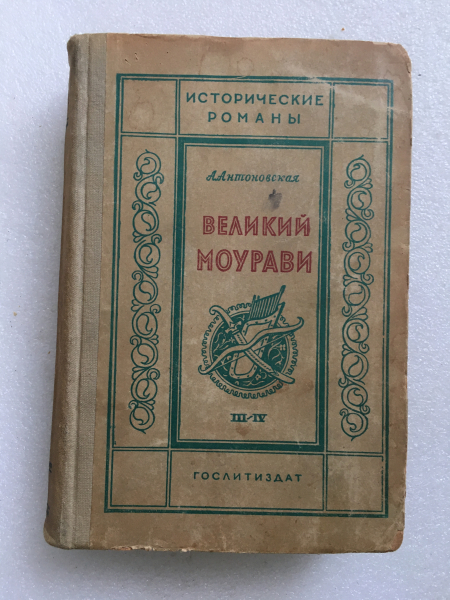 ИСТОРИЧЕСКИЕ
РОМАНЫ
А.Антоновская
ВЕЛИКИЙ
МОУРАВИ
III-IV
ГОСЛИТИЗДАТ